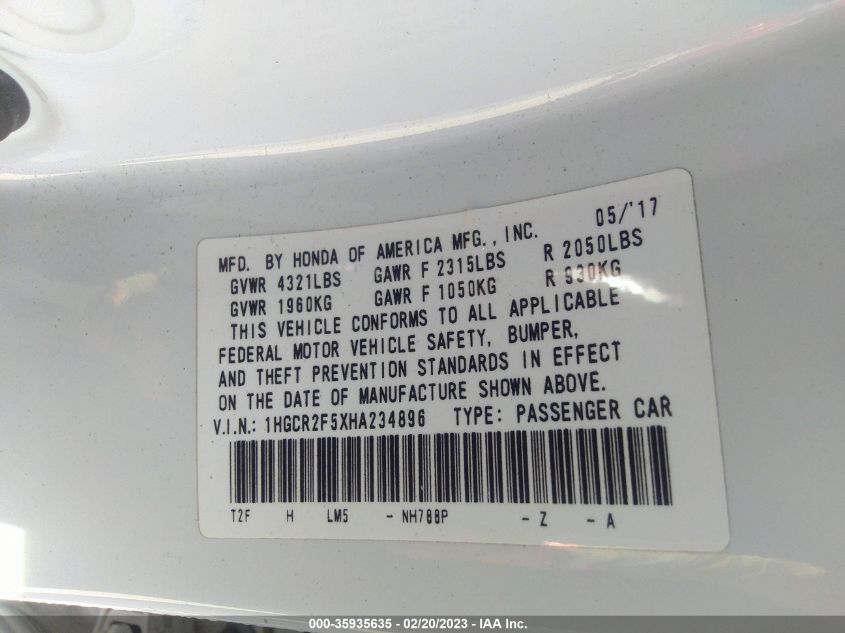 MFD. BY HONDA OF AMERICA MFG., INC. 05/'17
GVWR 4321LBS GAWR F 2315LBS R 2050LBS
GVWR 1960KG GAWR F 1050KG R 930KG
THIS VEHICLE CONFORMS TO ALL APPLICABLE
FEDERAL MOTOR VEHICLE SAFETY, BUMPER,
AND THEFT PREVENTION STANDARDS IN EFFECT
ON THE DATE OF MANUFACTURE SHOWN ABOVE.
V.I.N.: 1HGCR2F5XHA234896 TYPE: PASSENGER CAR
T2F H LM5 - NH788P - Z - A
000-35935635 - 02/20/2023 - IAA Inc.